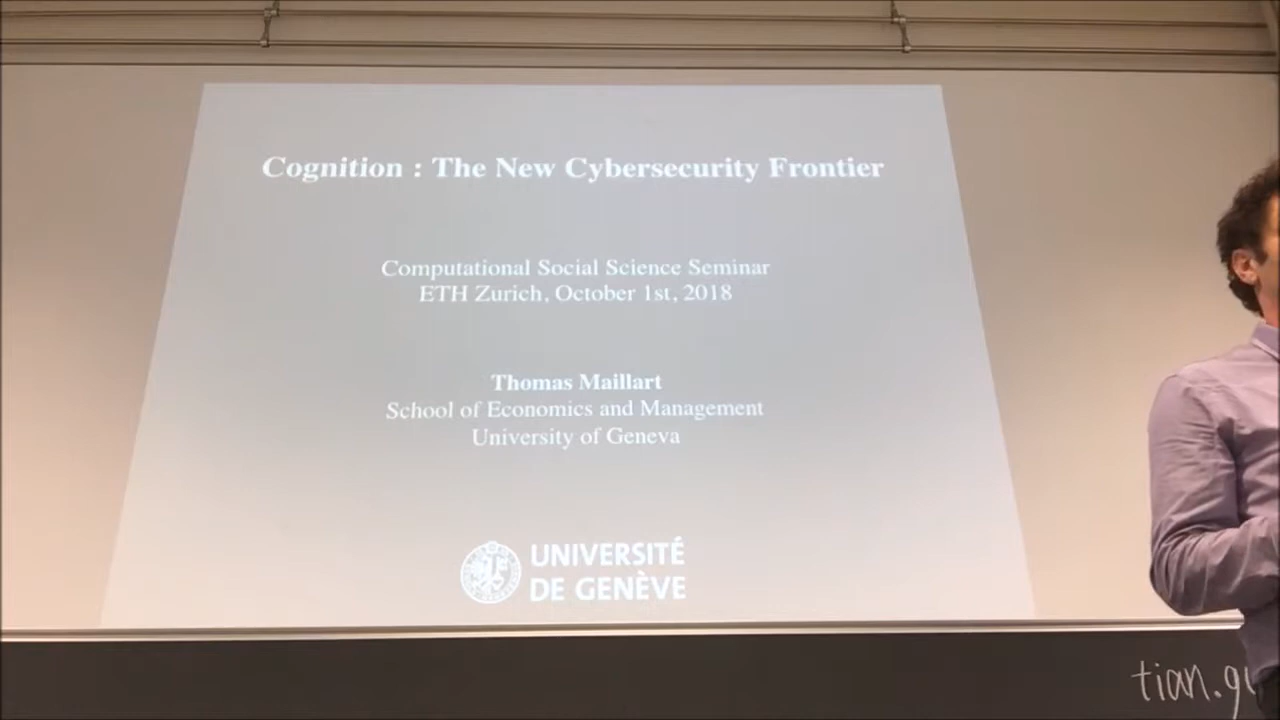 Cognition : The New Cybersecurity Frontier
Computational Social Science Seminar
ETH Zurich, October 1st, 2018
Thomas Maillart
School of Economics and Management
University of Geneva
UNIVERSITÉ
DE GENÈVE